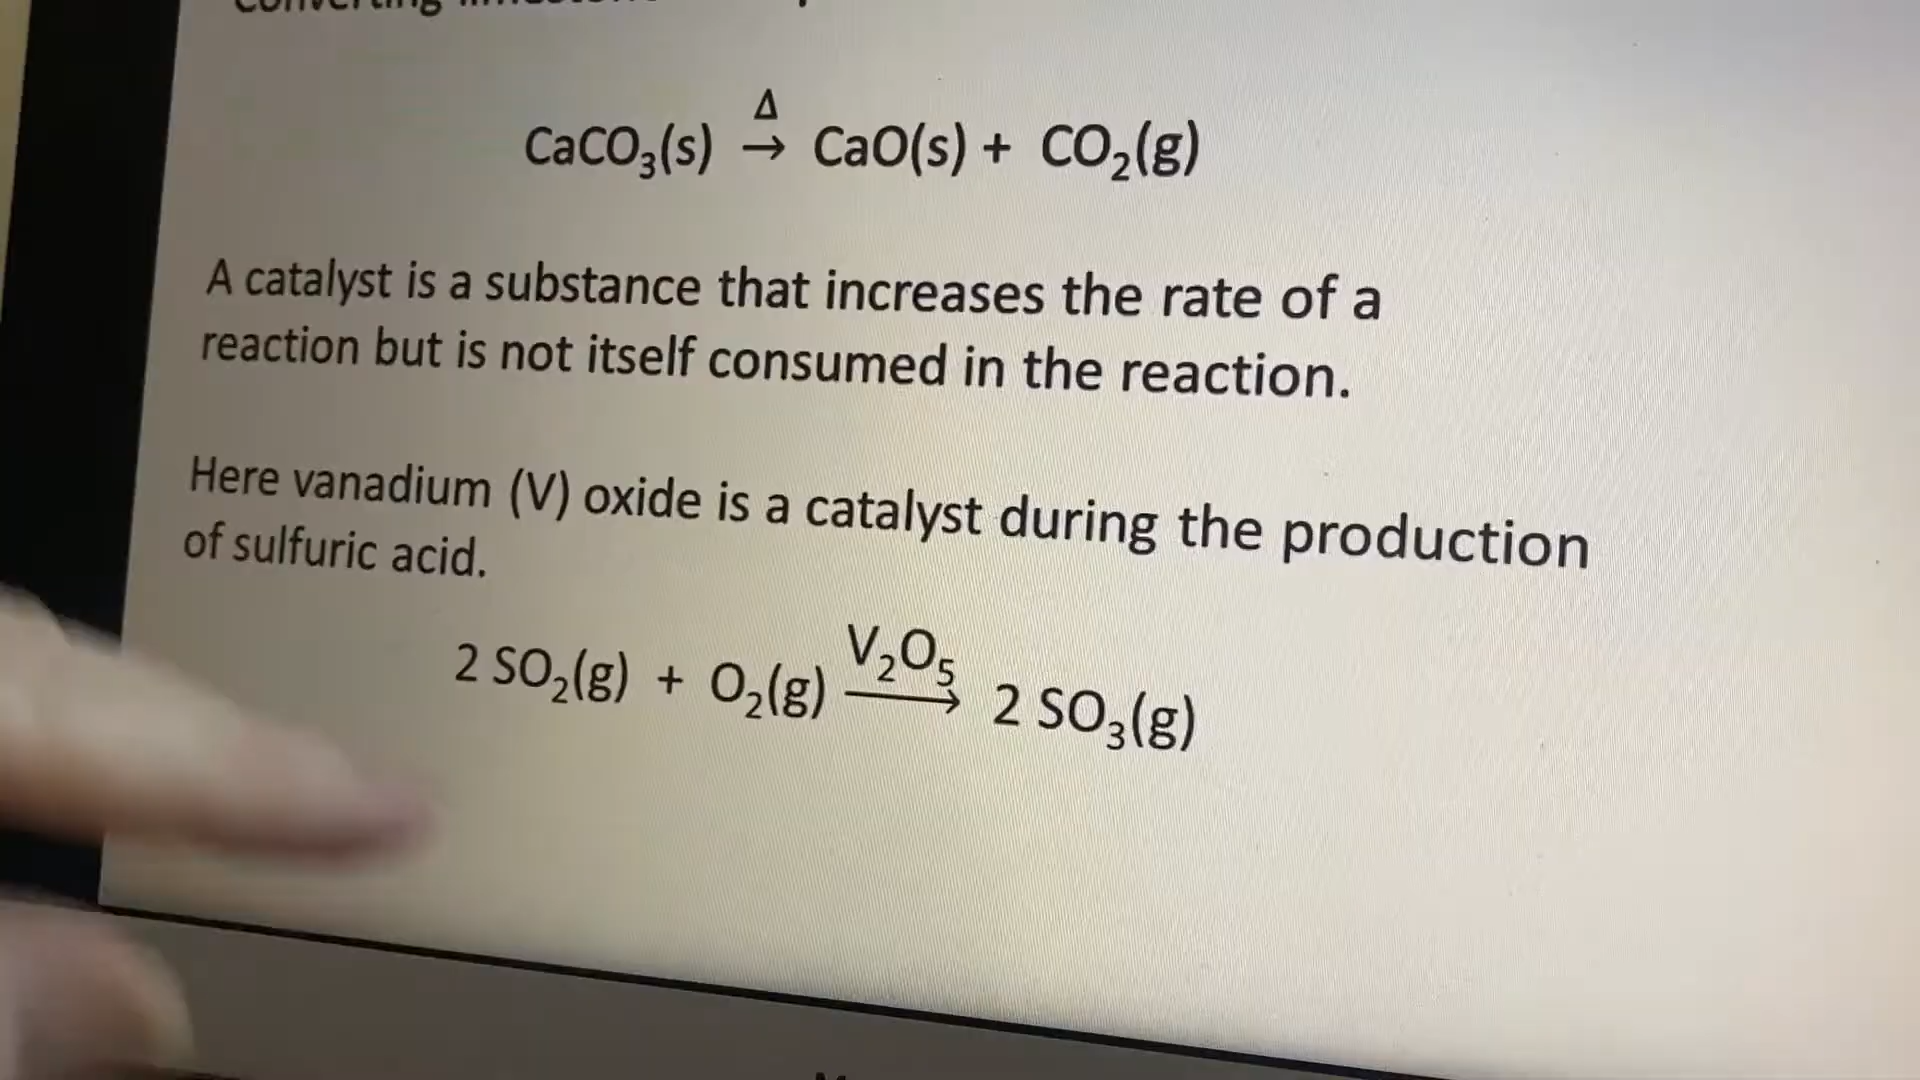 Converting
Δ
CaCO₃(s) → CaO(s) + CO₂(g)
A catalyst is a substance that increases the rate of a
reaction but is not itself consumed in the reaction.
Here vanadium (V) oxide is a catalyst during the production
of sulfuric acid.
V₂O₅
2 SO₂(g) + O₂(g) → 2 SO₃(g)